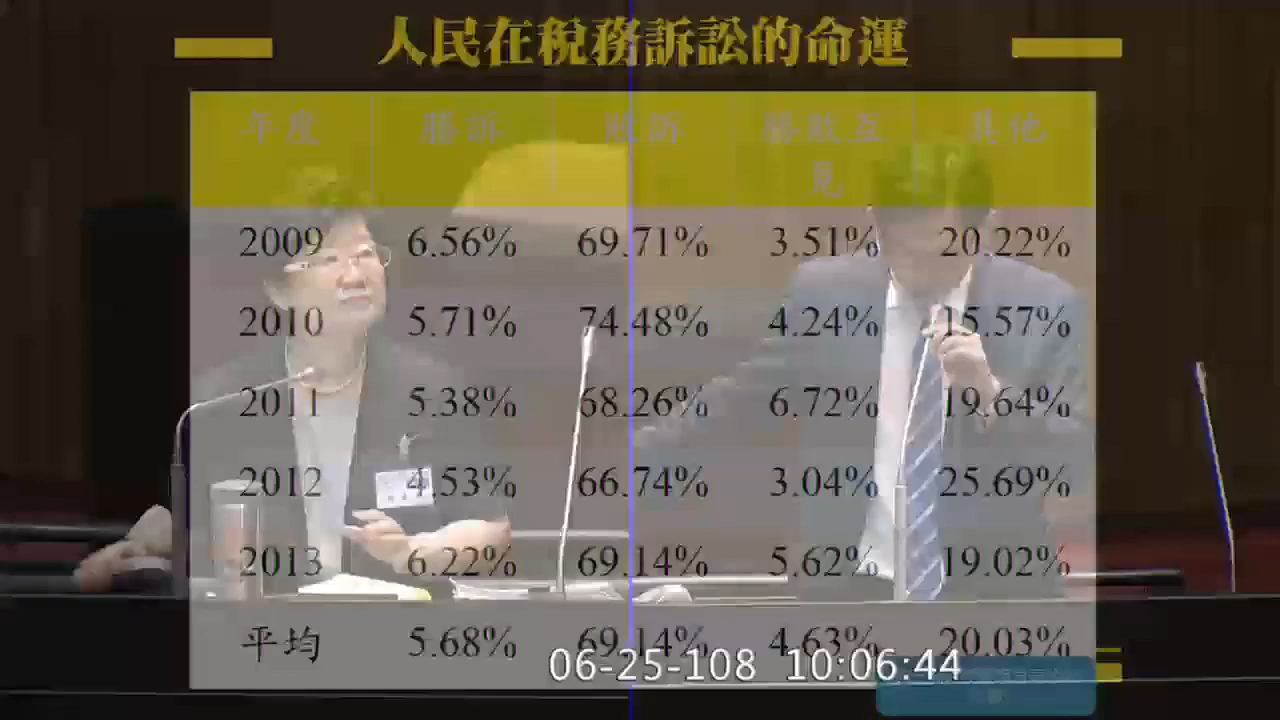 人民在稅務訴訟的命運
年度 勝訴 敗訴 勝敗互見 其他
2009 6.56% 69.71% 3.51% 20.22%
2010 5.71% 74.48% 4.24% 15.57%
2011 5.38% 68.26% 6.72% 19.64%
2012 4.53% 66.74% 3.04% 25.69%
2013 6.22% 69.14% 5.62% 19.02%
平均 5.68% 69.14% 4.63% 20.03%
06-25-108 10:06:44